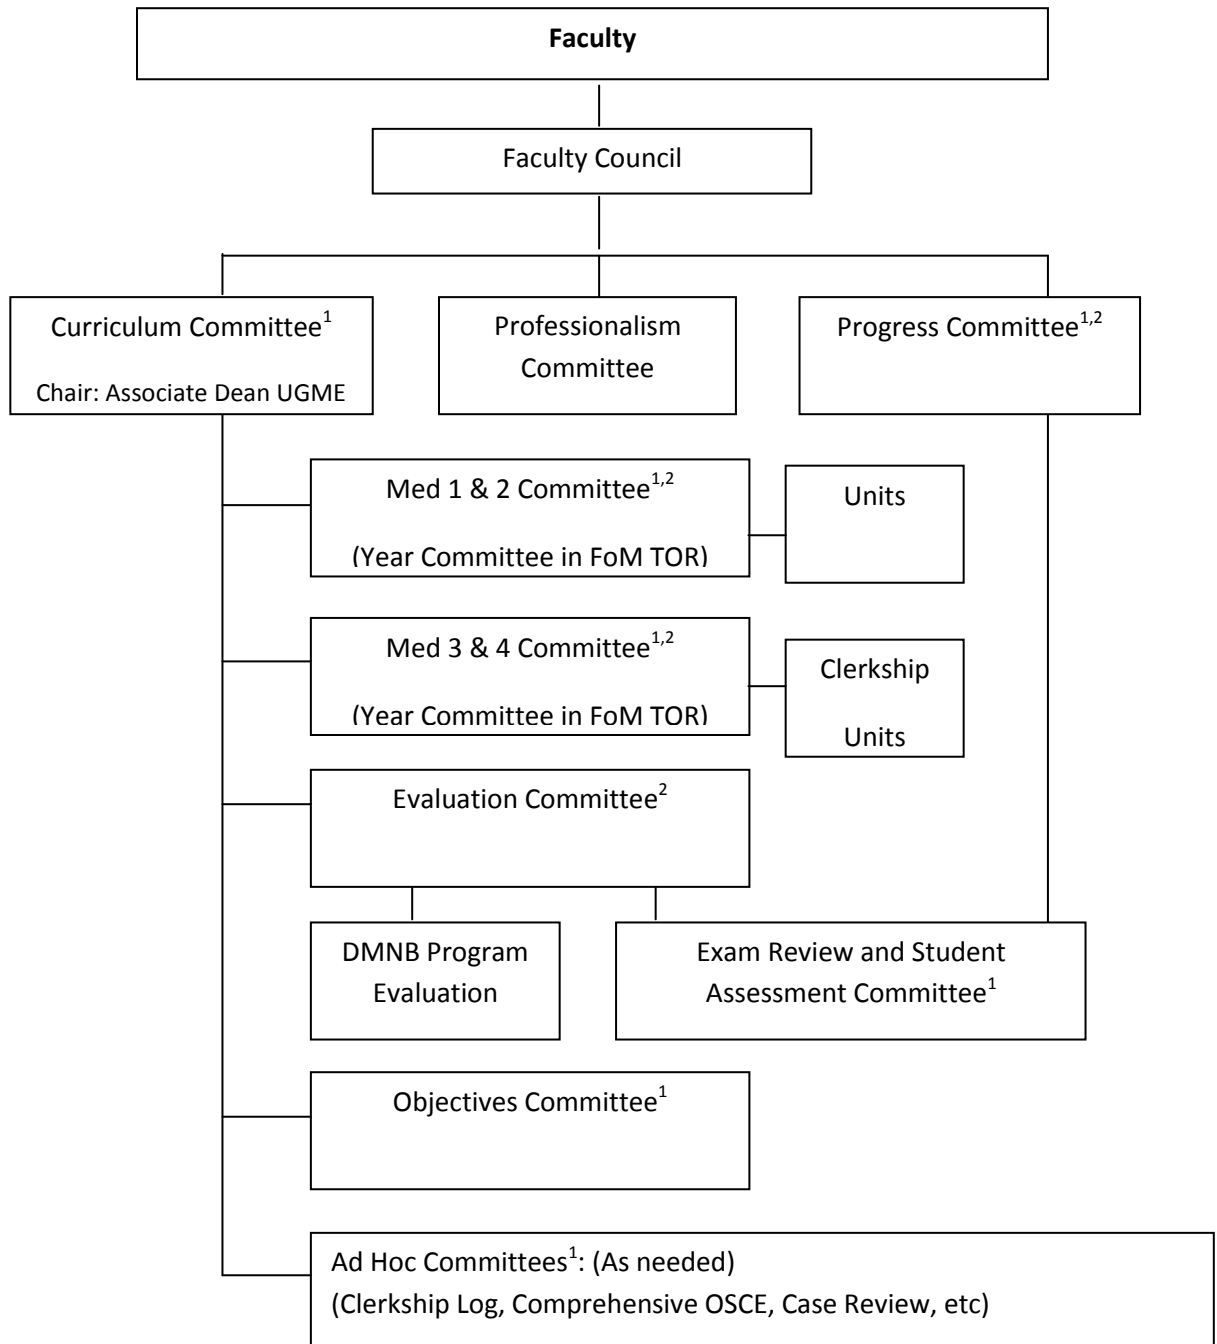 Faculty
Faculty Council
Curriculum Committee¹
Chair: Associate Dean UGME
Professionalism
Committee
Progress Committee¹,²
Med 1 & 2 Committee¹,²
(Year Committee in FoM TOR)
Units
Med 3 & 4 Committee¹,²
(Year Committee in FoM TOR)
Clerkship
Units
Evaluation Committee²
DMNB Program
Evaluation
Exam Review and Student
Assessment Committee¹
Objectives Committee¹
Ad Hoc Committees¹: (As needed)
(Clerkship Log, Comprehensive OSCE, Case Review, etc)